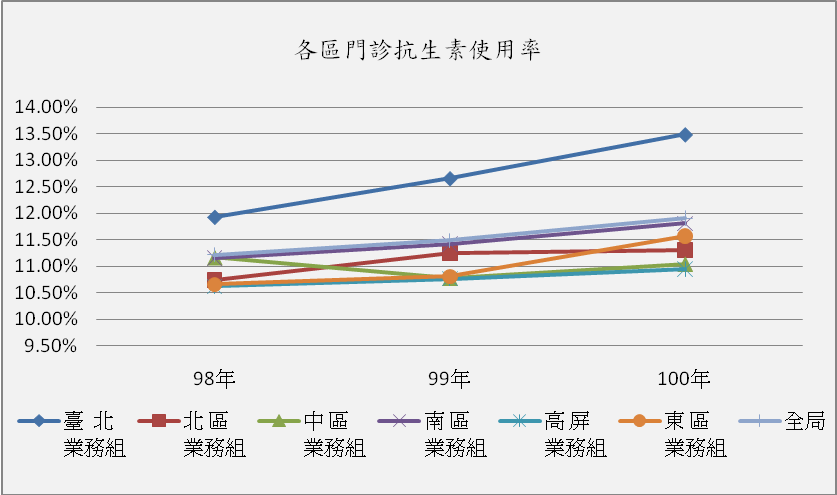 各區門診抗生素使用率
14.00%
13.50%
13.00%
12.50%
12.00%
11.50%
11.00%
10.50%
10.00%
9.50%
98年 99年 100年
臺北 北區 中區 南區 高屏 東區 全局
業務組 業務組 業務組 業務組 業務組 業務組